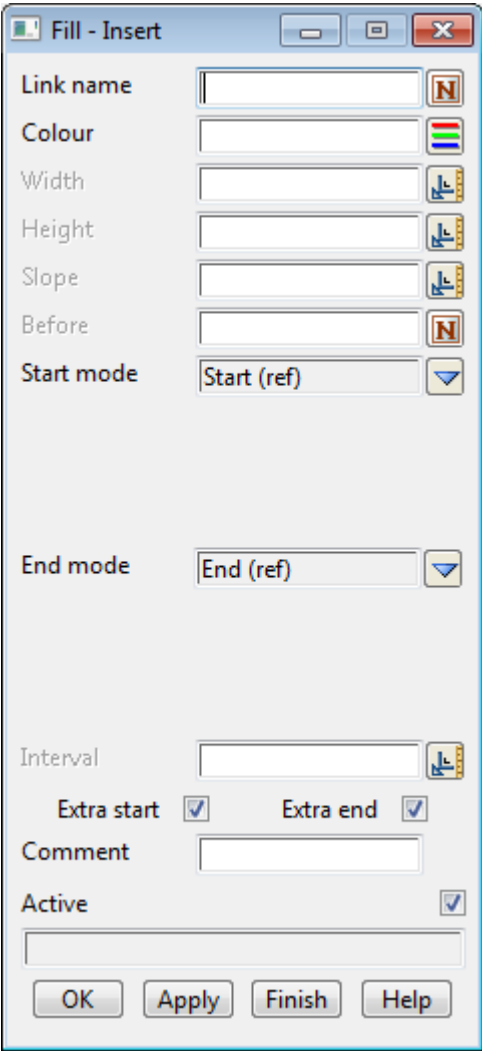 Fill - Insert
Link name N
Colour
Width
Height
Slope
Before N
Start mode Start (ref)
End mode End (ref)
Interval
Extra start Extra end
Comment
Active
OK Apply Finish Help